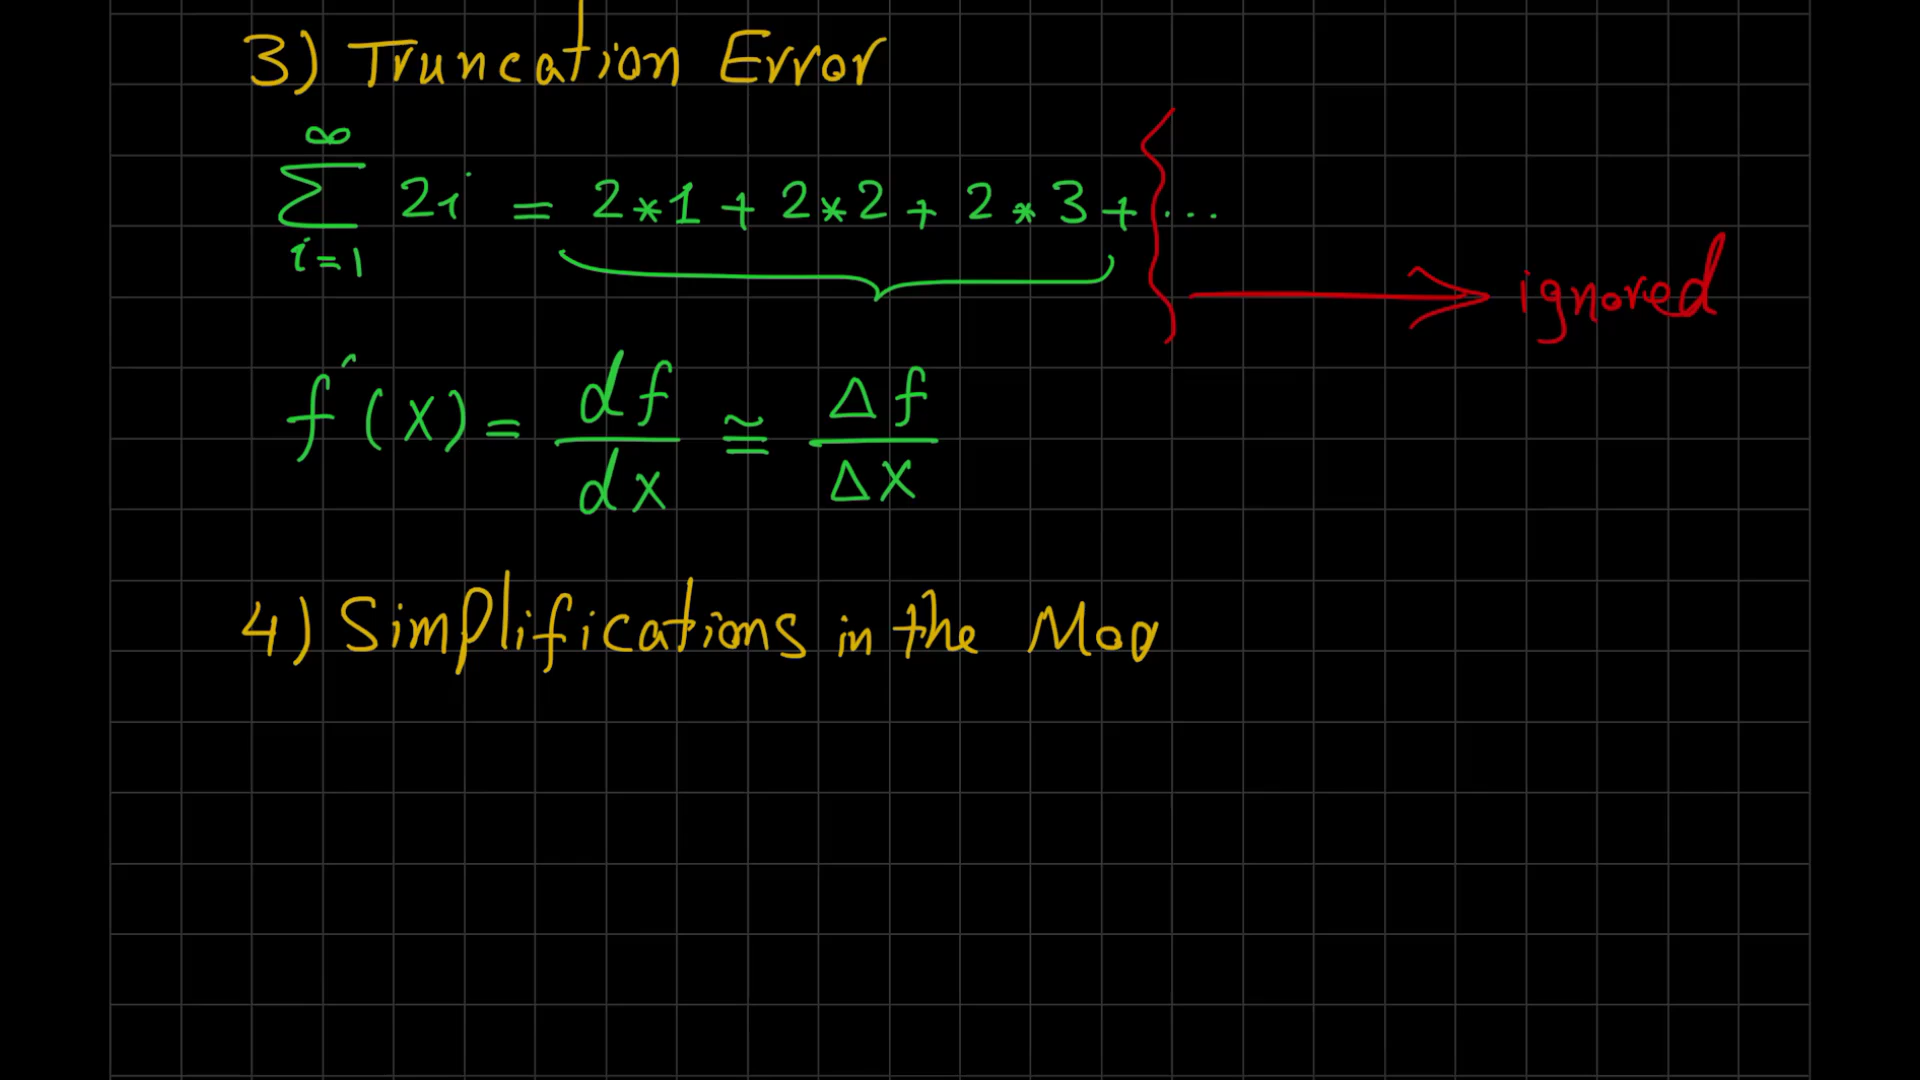 3) Truncation Error
∞
∑ 2i = 2*1 + 2*2 + 2*3 + ...
i=1
ignored
f'(x) = df/dx ≅ Δf/Δx
4) Simplifications in the Mod